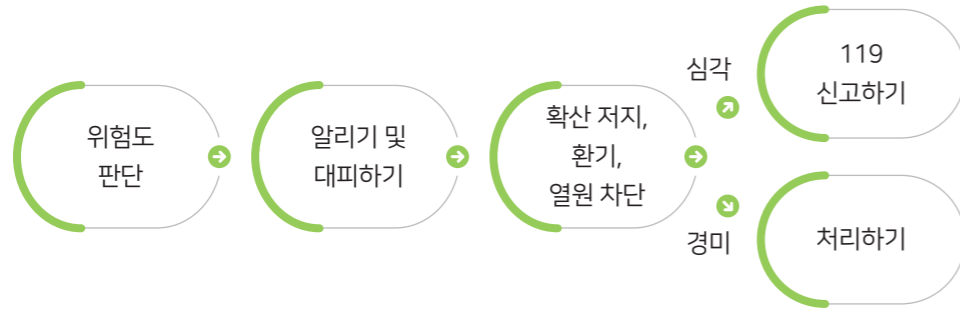 위험도
판단
알리기 및
대피하기
확산 저지,
환기,
열원 차단
심각
119
신고하기
경미
처리하기